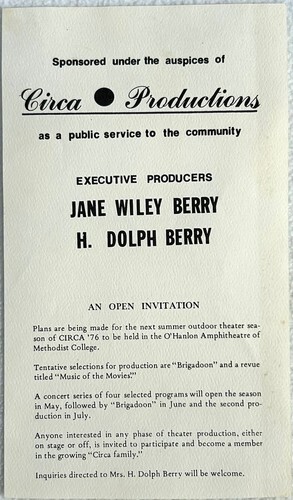 Sponsored under the auspices of
Circa ● Productions
as a public service to the community
EXECUTIVE PRODUCERS
JANE WILEY BERRY
H. DOLPH BERRY
AN OPEN INVITATION
Plans are being made for the next summer outdoor theater sea-
son of CIRCA '76 to be held in the O'Hanlon Amphitheatre of
Methodist College.
Tentative selections for production are "Brigadoon" and a revue
titled "Music of the Movies."
A concert series of four selected programs will open the season
in May, followed by "Brigadoon" in June and the second pro-
duction in July.
Anyone interested in any phase of theater production, either
on stage or off, is invited to participate and become a member
in the growing "Circa family."
Inquiries directed to Mrs. H. Dolph Berry will be welcome.